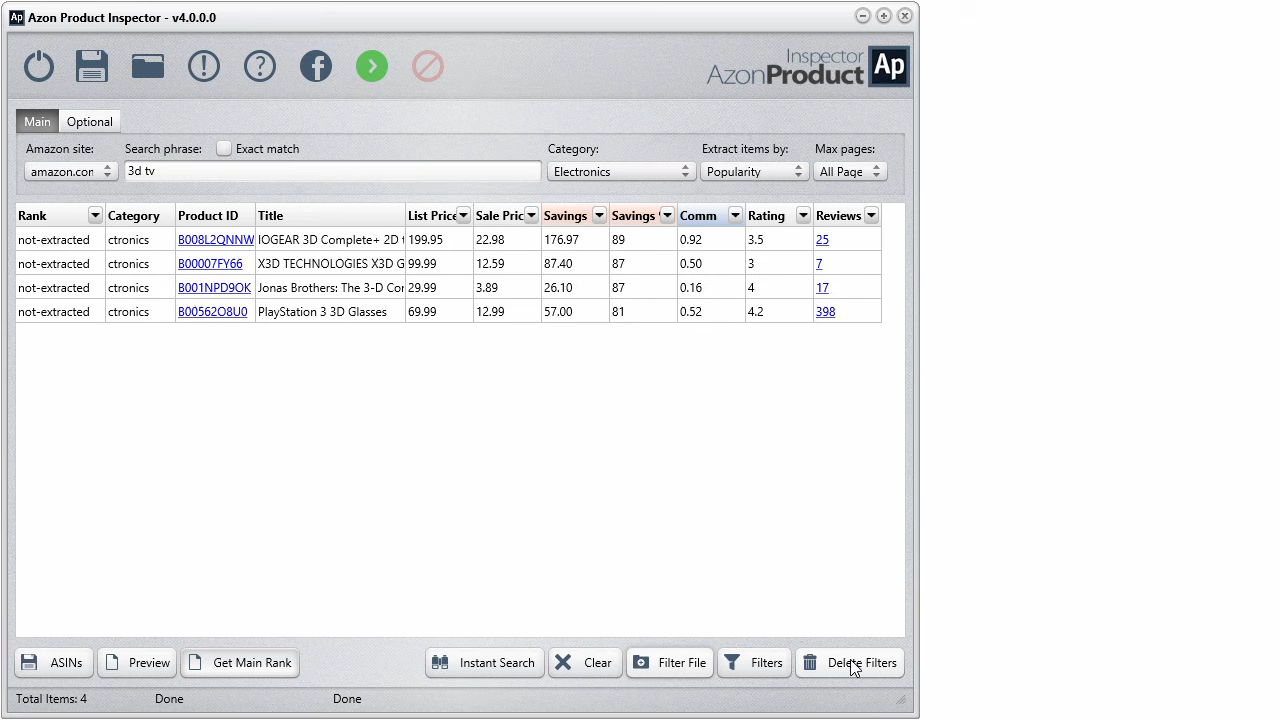 Ap Azon Product Inspector - v4.0.0.0
Inspector
AzonProduct Ap
Main Optional
Amazon site: Search phrase: Exact match Category: Extract items by: Max pages:
amazon.con 3d tv Electronics Popularity All Page
Rank Category Product ID Title List Price Sale Pric Savings Savings Comm Rating Reviews
not-extracted ctronics B008L2QNNW IOGEAR 3D Complete+ 2D t 199.95 22.98 176.97 89 0.92 3.5 25
not-extracted ctronics B00007FY66 X3D TECHNOLOGIES X3D G 99.99 12.59 87.40 87 0.50 3 7
not-extracted ctronics B001NPD9OK Jonas Brothers: The 3-D Cor 29.99 3.89 26.10 87 0.16 4 17
not-extracted ctronics B00562O8U0 PlayStation 3 3D Glasses 69.99 12.99 57.00 81 0.52 4.2 398
ASINs Preview Get Main Rank Instant Search Clear Filter File Filters Delete Filters
Total Items: 4 Done Done